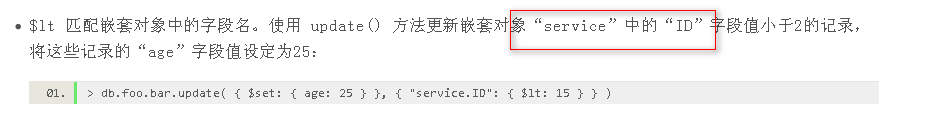 • $lt 匹配嵌套对象中的字段名。使用 update() 方法更新嵌套对象“service”中的“ID”字段值小于2的记录，
将这些记录的“age”字段值设定为25：
01. > db.foo.bar.update( { $set: { age: 25 } }, { "service.ID": { $lt: 15 } } )